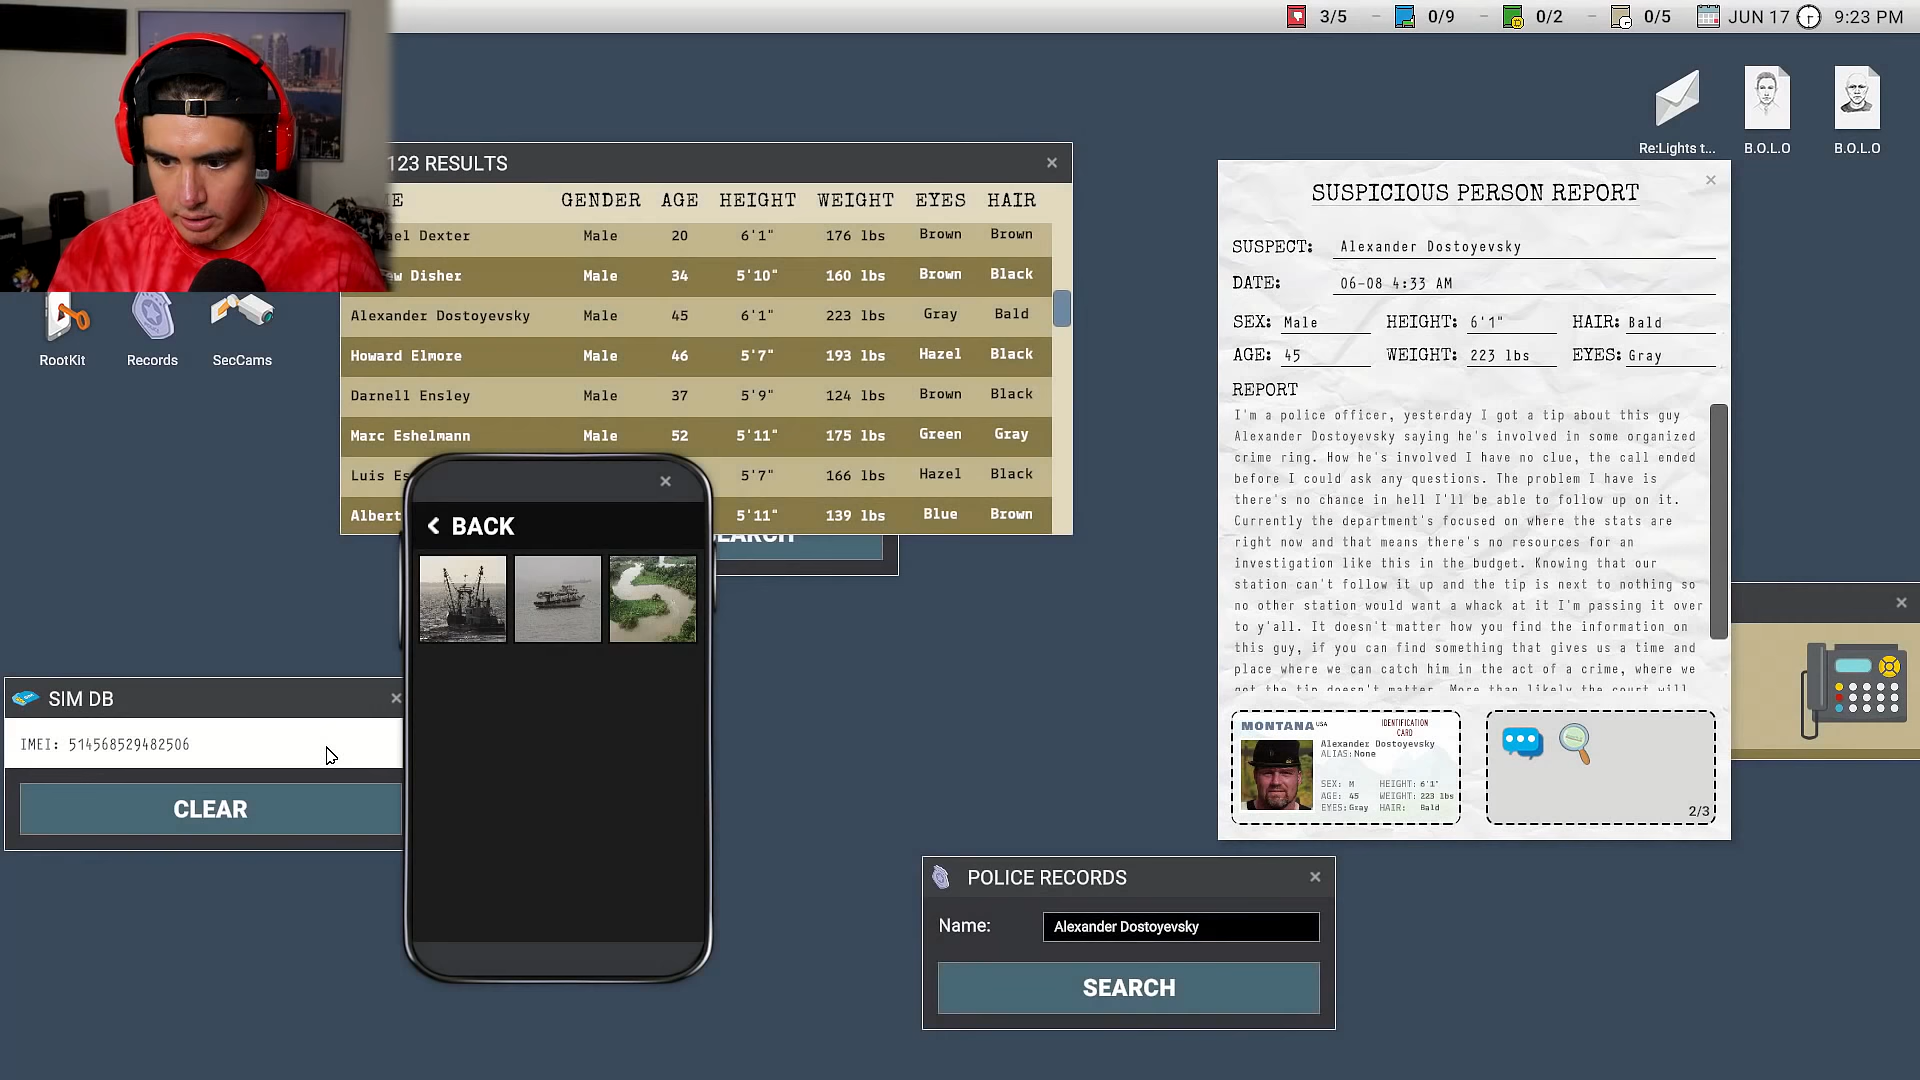 3/5
0/9
0/2
0/5
JUN 17
9:23 PM
Re:Lights t...
B.O.L.O
B.O.L.O
123 RESULTS
GENDER AGE HEIGHT WEIGHT EYES HAIR
Dexter Male 20 6'1" 176 lbs Brown Brown
Disher Male 34 5'10" 160 lbs Brown Black
Alexander Dostoyevsky Male 45 6'1" 223 lbs Gray Bald
Howard Elmore Male 46 5'7" 193 lbs Hazel Black
Darnell Ensley Male 37 5'9" 124 lbs Brown Black
Marc Eshelmann Male 52 5'11" 175 lbs Green Gray
Luis Es 5'7" 166 lbs Hazel Black
Albert 5'11" 139 lbs Blue Brown
RootKit
Records
SecCams
BACK
SIM DB
IMEI: 514568529482506
CLEAR
SUSPICIOUS PERSON REPORT
SUSPECT: Alexander Dostoyevsky
DATE: 06-08 4:33 AM
SEX: Male HEIGHT: 6'1" HAIR: Bald
AGE: 45 WEIGHT: 223 lbs EYES: Gray
REPORT
I'm a police officer, yesterday I got a tip about this guy
Alexander Dostoyevsky saying he's involved in some organized
crime ring. How he's involved I have no clue, the call ended
before I could ask any questions. The problem I have is
there's no chance in hell I'll be able to follow up on it.
Currently the department's focused on where the stats are
right now and that means there's no resources for an
investigation like this in the budget. Knowing that our
station can't follow it up and the tip is next to nothing so
no other station would want a whack at it I'm passing it over
to y'all. It doesn't matter how you find the information on
this guy, if you can find something that gives us a time and
place where we can catch him in the act of a crime, where we
got the tip doesn't matter. More than likely the court will
MONTANA USA IDENTIFICATION CARD
Alexander Dostoyevsky
ALIAS: None
SEX: M HEIGHT: 6'1"
AGE: 45 WEIGHT: 223 lbs
EYES: Gray HAIR: Bald
2/3
POLICE RECORDS
Name: Alexander Dostoyevsky
SEARCH